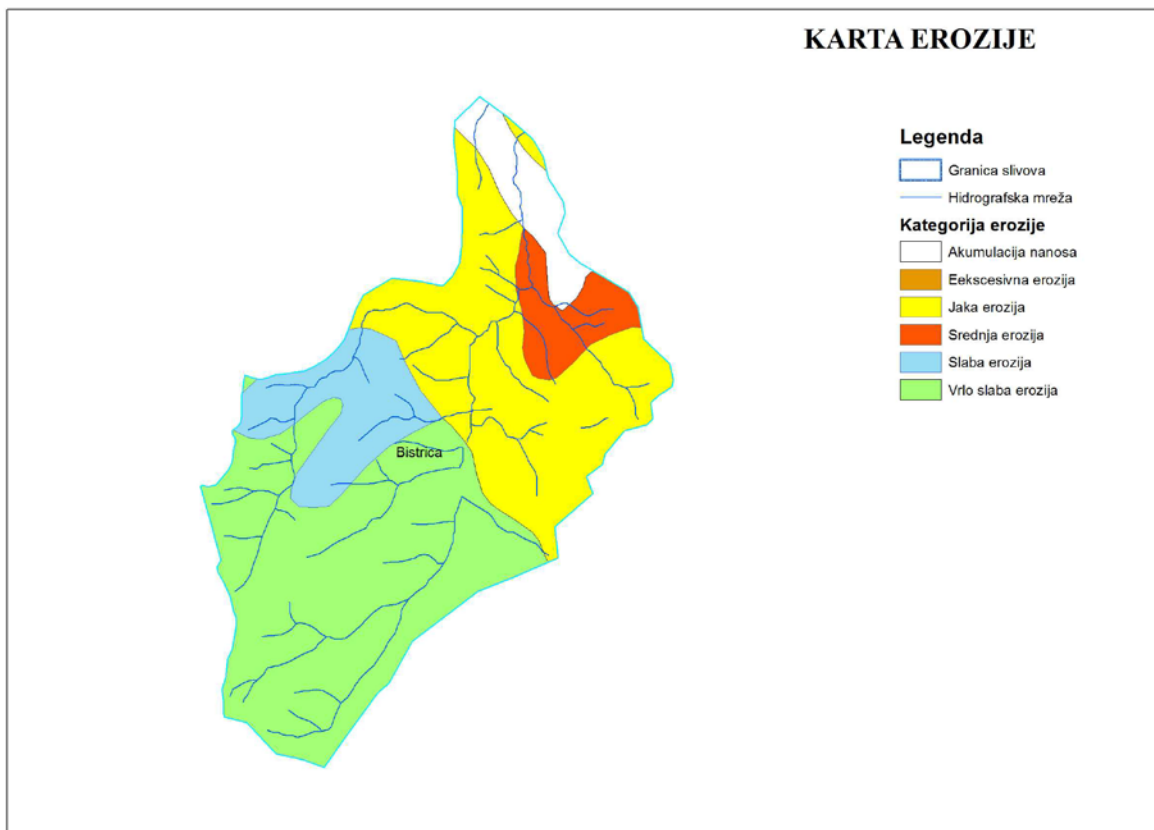 KARTA EROZIJE
Legenda
Granica slivova
Hidrografska mreža
Kategorija erozije
Akumulacija nanosa
Eekscesivna erozija
Jaka erozija
Srednja erozija
Slaba erozija
Vrlo slaba erozija
Bistrica